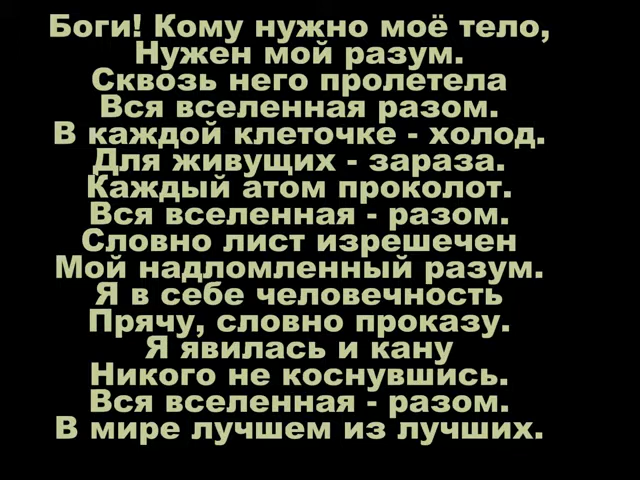 Боги! Кому нужно моё тело,
Нужен мой разум.
Сквозь него пролетела
Вся вселенная разом.
В каждой клеточке - холод.
Для живущих - зараза.
Каждый атом проколот.
Вся вселенная - разом.
Словно лист изрешечен
Мой надломленный разум.
Я в себе человечность
Прячу, словно проказу.
Я явилась и кану
Никого не коснувшись.
Вся вселенная - разом.
В мире лучшем из лучших.